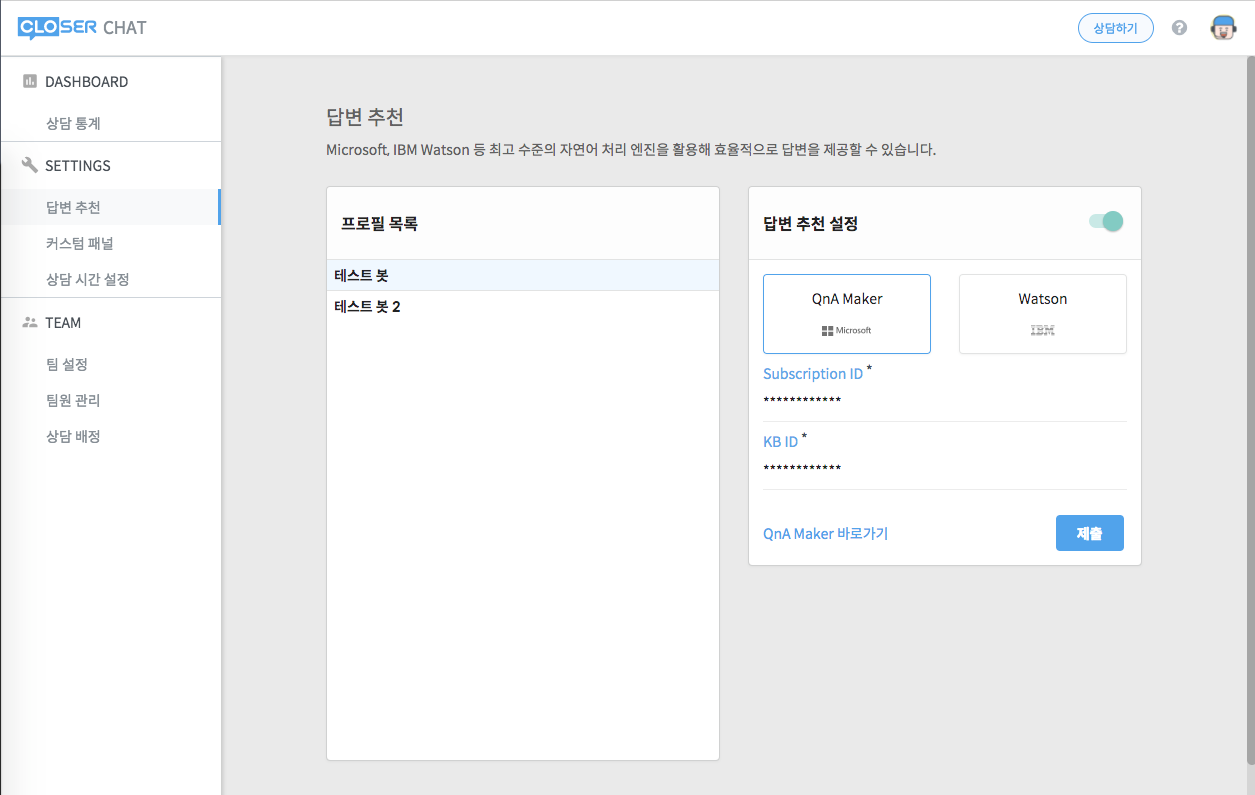 CLOSER CHAT
상담하기
?
DASHBOARD
상담 통계
SETTINGS
답변 추천
커스텀 패널
상담 시간 설정
TEAM
팀 설정
팀원 관리
상담 배정
답변 추천
Microsoft, IBM Watson 등 최고 수준의 자연어 처리 엔진을 활용해 효율적으로 답변을 제공할 수 있습니다.
프로필 목록
테스트 봇
테스트 봇 2
답변 추천 설정
QnA Maker
Microsoft
Watson
IBM
Subscription ID *
************
KB ID *
************
QnA Maker 바로가기
제출